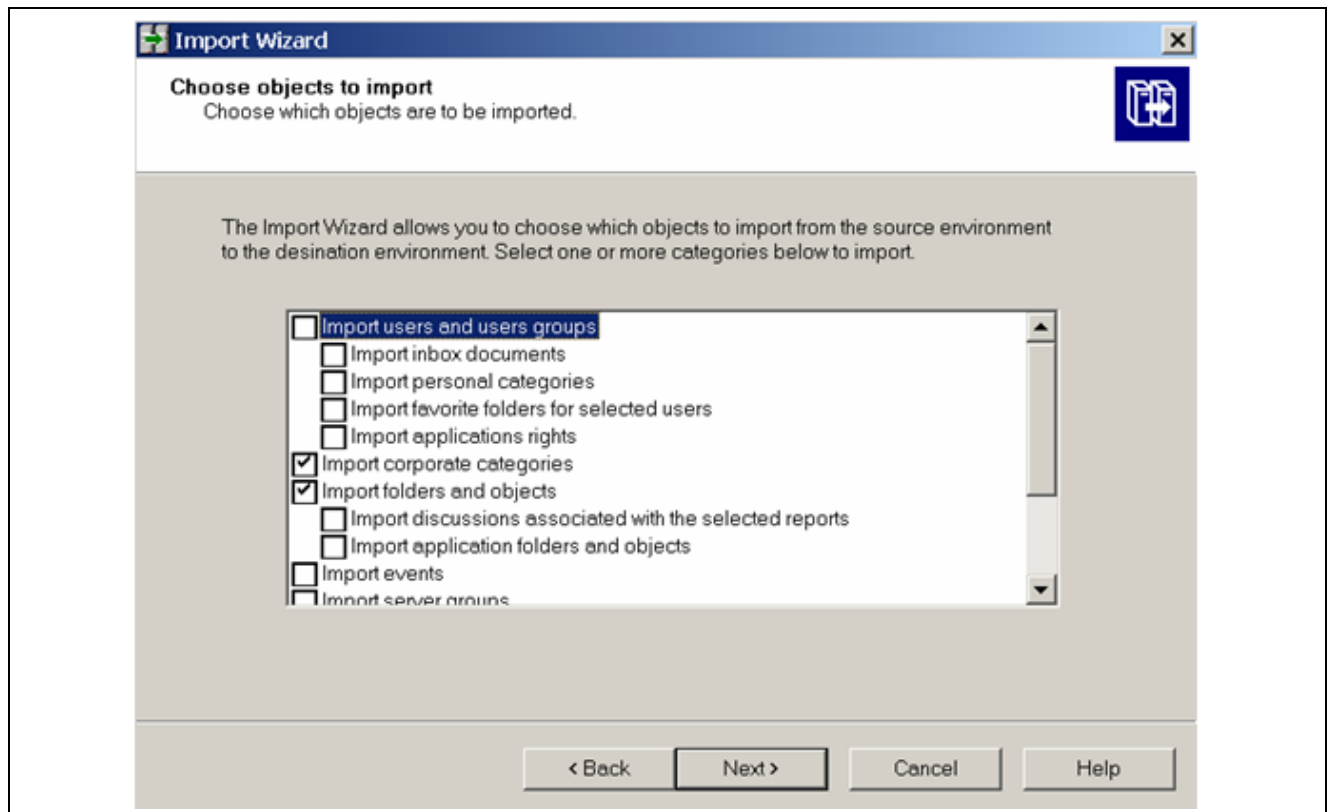 Import Wizard
Choose objects to import
Choose which objects are to be imported.
The Import Wizard allows you to choose which objects to import from the source environment
to the desination environment. Select one or more categories below to import.
Import users and users groups
Import inbox documents
Import personal categories
Import favorite folders for selected users
Import applications rights
Import corporate categories
Import folders and objects
Import discussions associated with the selected reports
Import application folders and objects
Import events
Import server groups
< Back
Next >
Cancel
Help